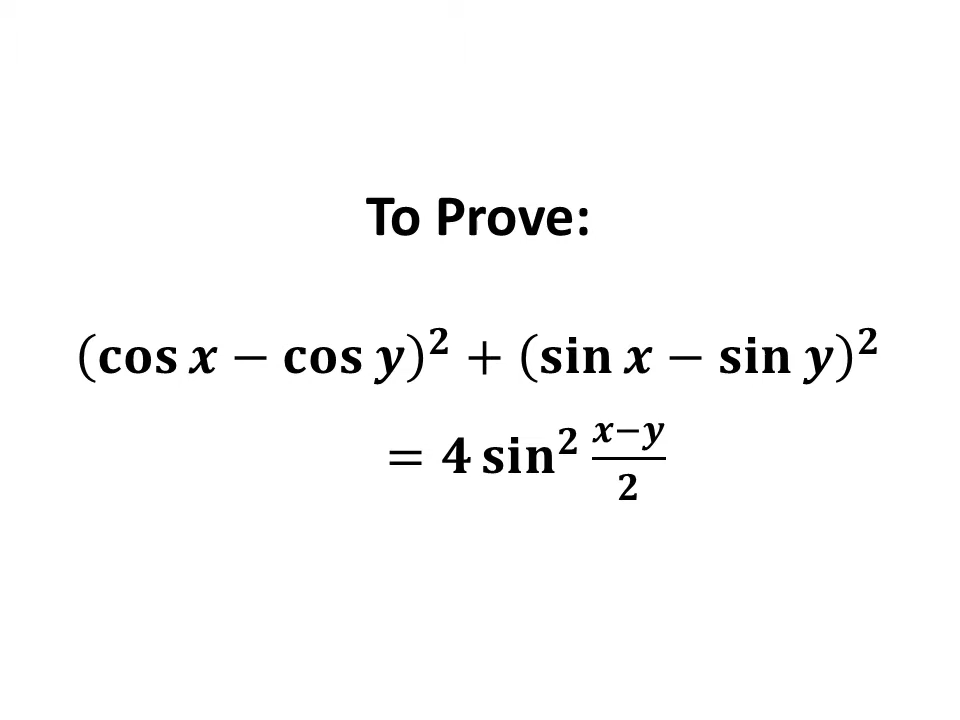 To Prove:
(cos x − cos y)² + (sin x − sin y)²
= 4 sin² (x−y)/2